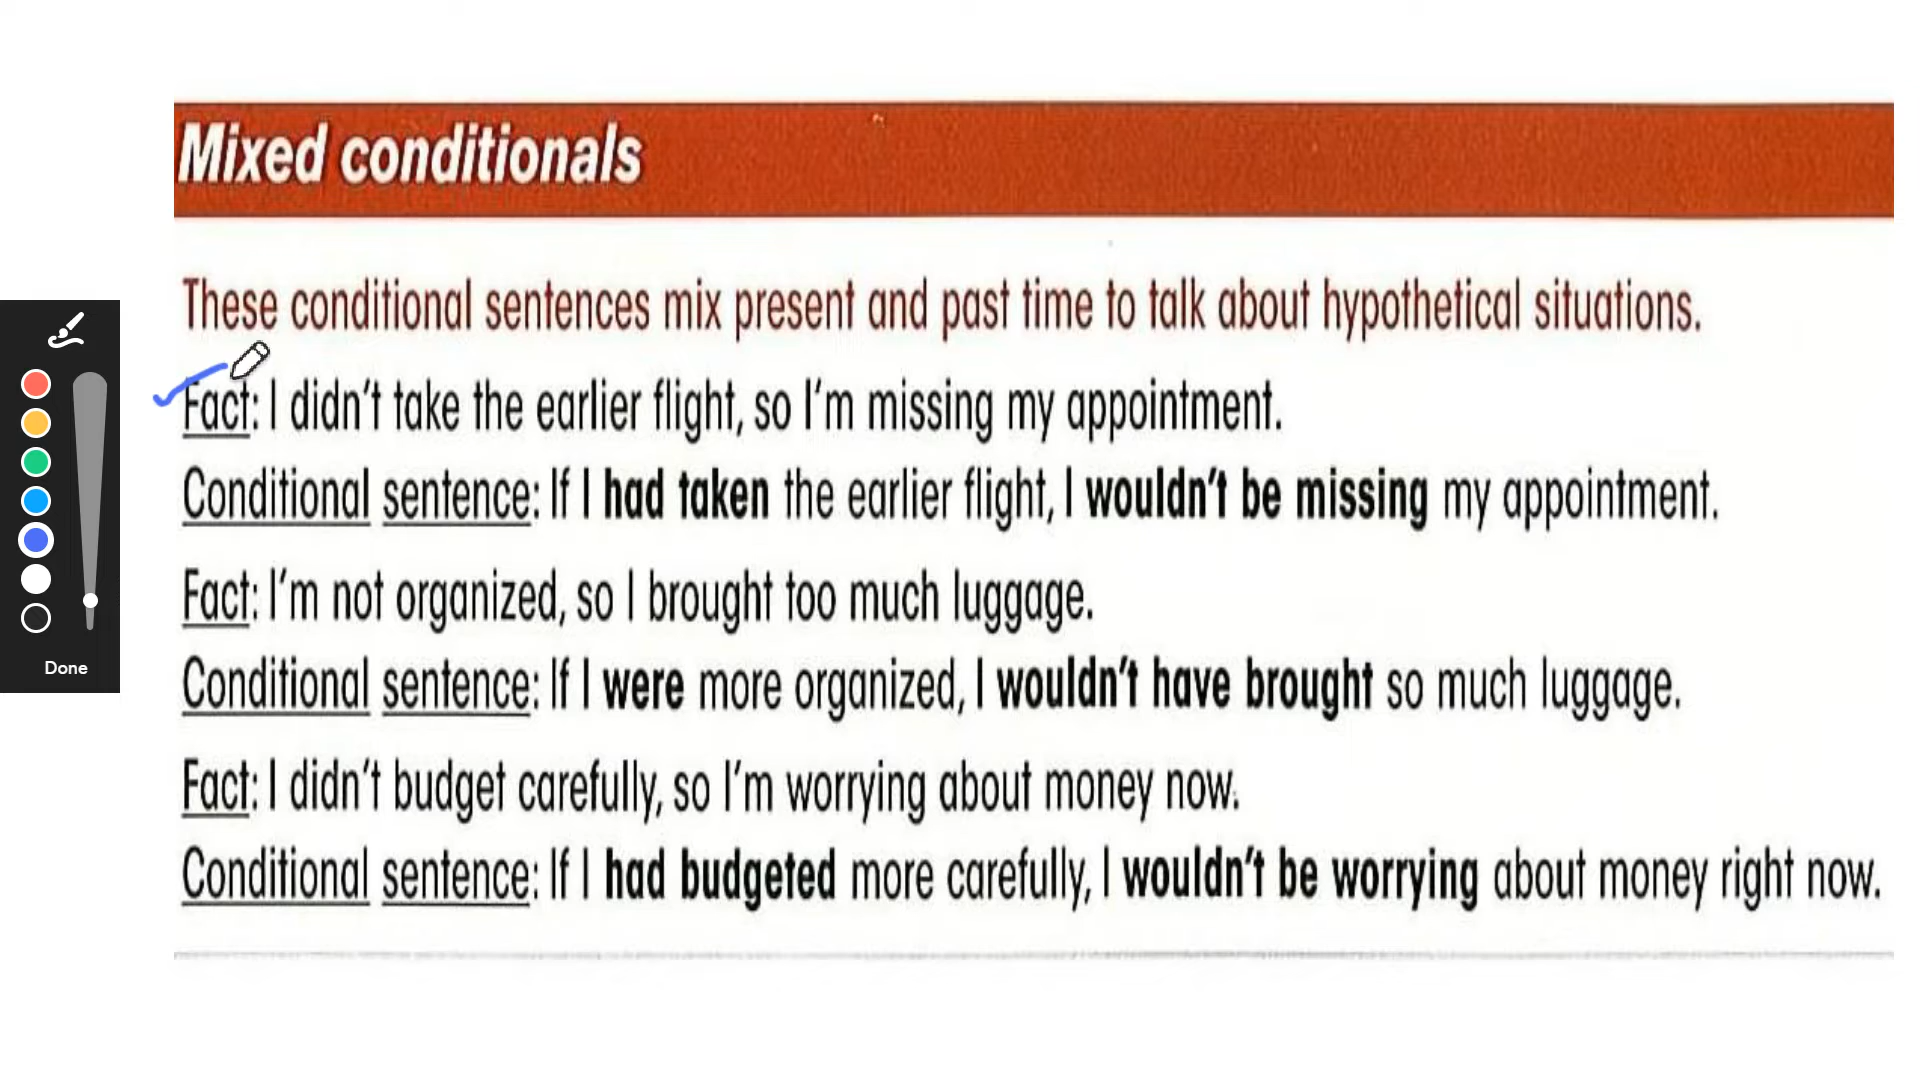 Mixed conditionals
These conditional sentences mix present and past time to talk about hypothetical situations.
Fact: I didn't take the earlier flight, so I'm missing my appointment.
Conditional sentence: If I had taken the earlier flight, I wouldn't be missing my appointment.
Fact: I'm not organized, so I brought too much luggage.
Conditional sentence: If I were more organized, I wouldn't have brought so much luggage.
Fact: I didn't budget carefully, so I'm worrying about money now.
Conditional sentence: If I had budgeted more carefully, I wouldn't be worrying about money right now.
Done